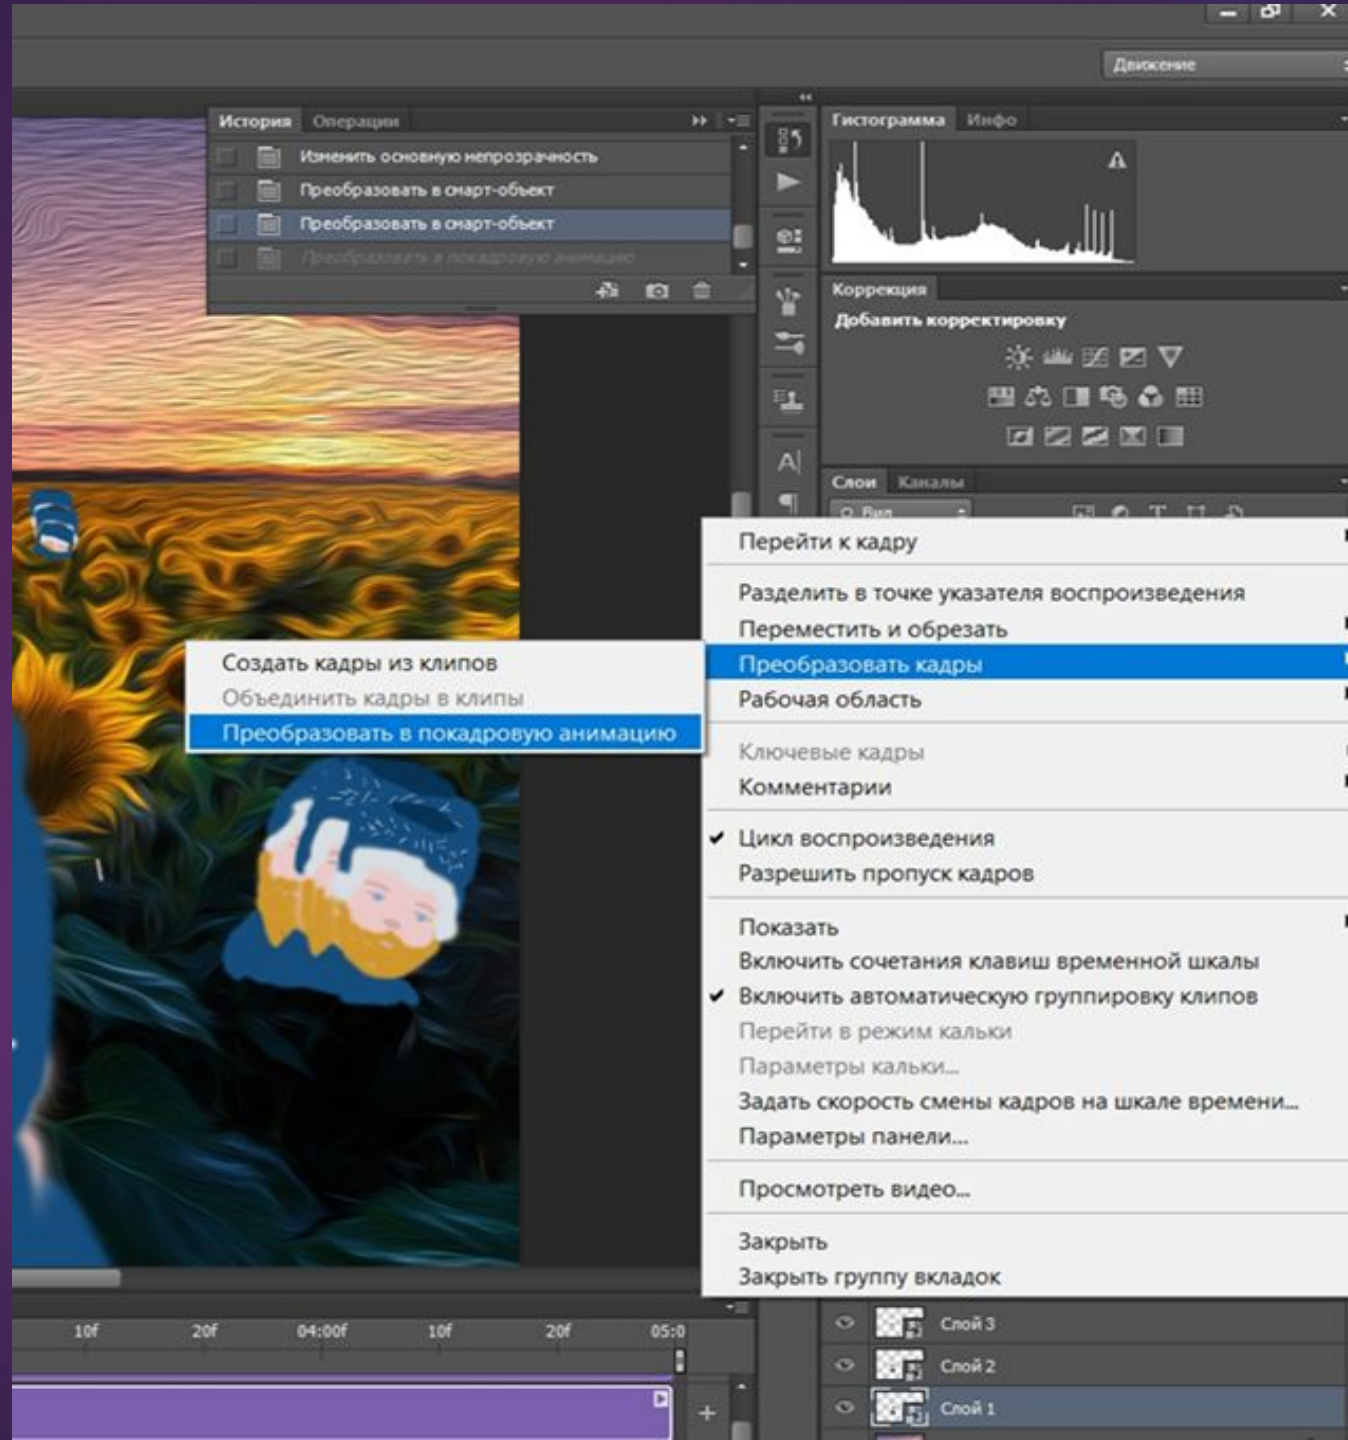 Движение
История Операции
Изменить основную непрозрачность
Преобразовать в смарт-объект
Преобразовать в смарт-объект
Преобразовать в покадровую анимацию
Гистограмма Инфо
Коррекция
Добавить корректировку
Слои Каналы
Вид
Перейти к кадру
Разделить в точке указателя воспроизведения
Переместить и обрезать
Преобразовать кадры
Рабочая область
Ключевые кадры
Комментарии
Цикл воспроизведения
Разрешить пропуск кадров
Показать
Включить сочетания клавиш временной шкалы
Включить автоматическую группировку клипов
Перейти в режим кальки
Параметры кальки...
Задать скорость смены кадров на шкале времени...
Параметры панели...
Просмотреть видео...
Закрыть
Закрыть группу вкладок
Создать кадры из клипов
Объединить кадры в клипы
Преобразовать в покадровую анимацию
10f 20f 04:00f 10f 20f 05:0
Слой 3
Слой 2
Слой 1